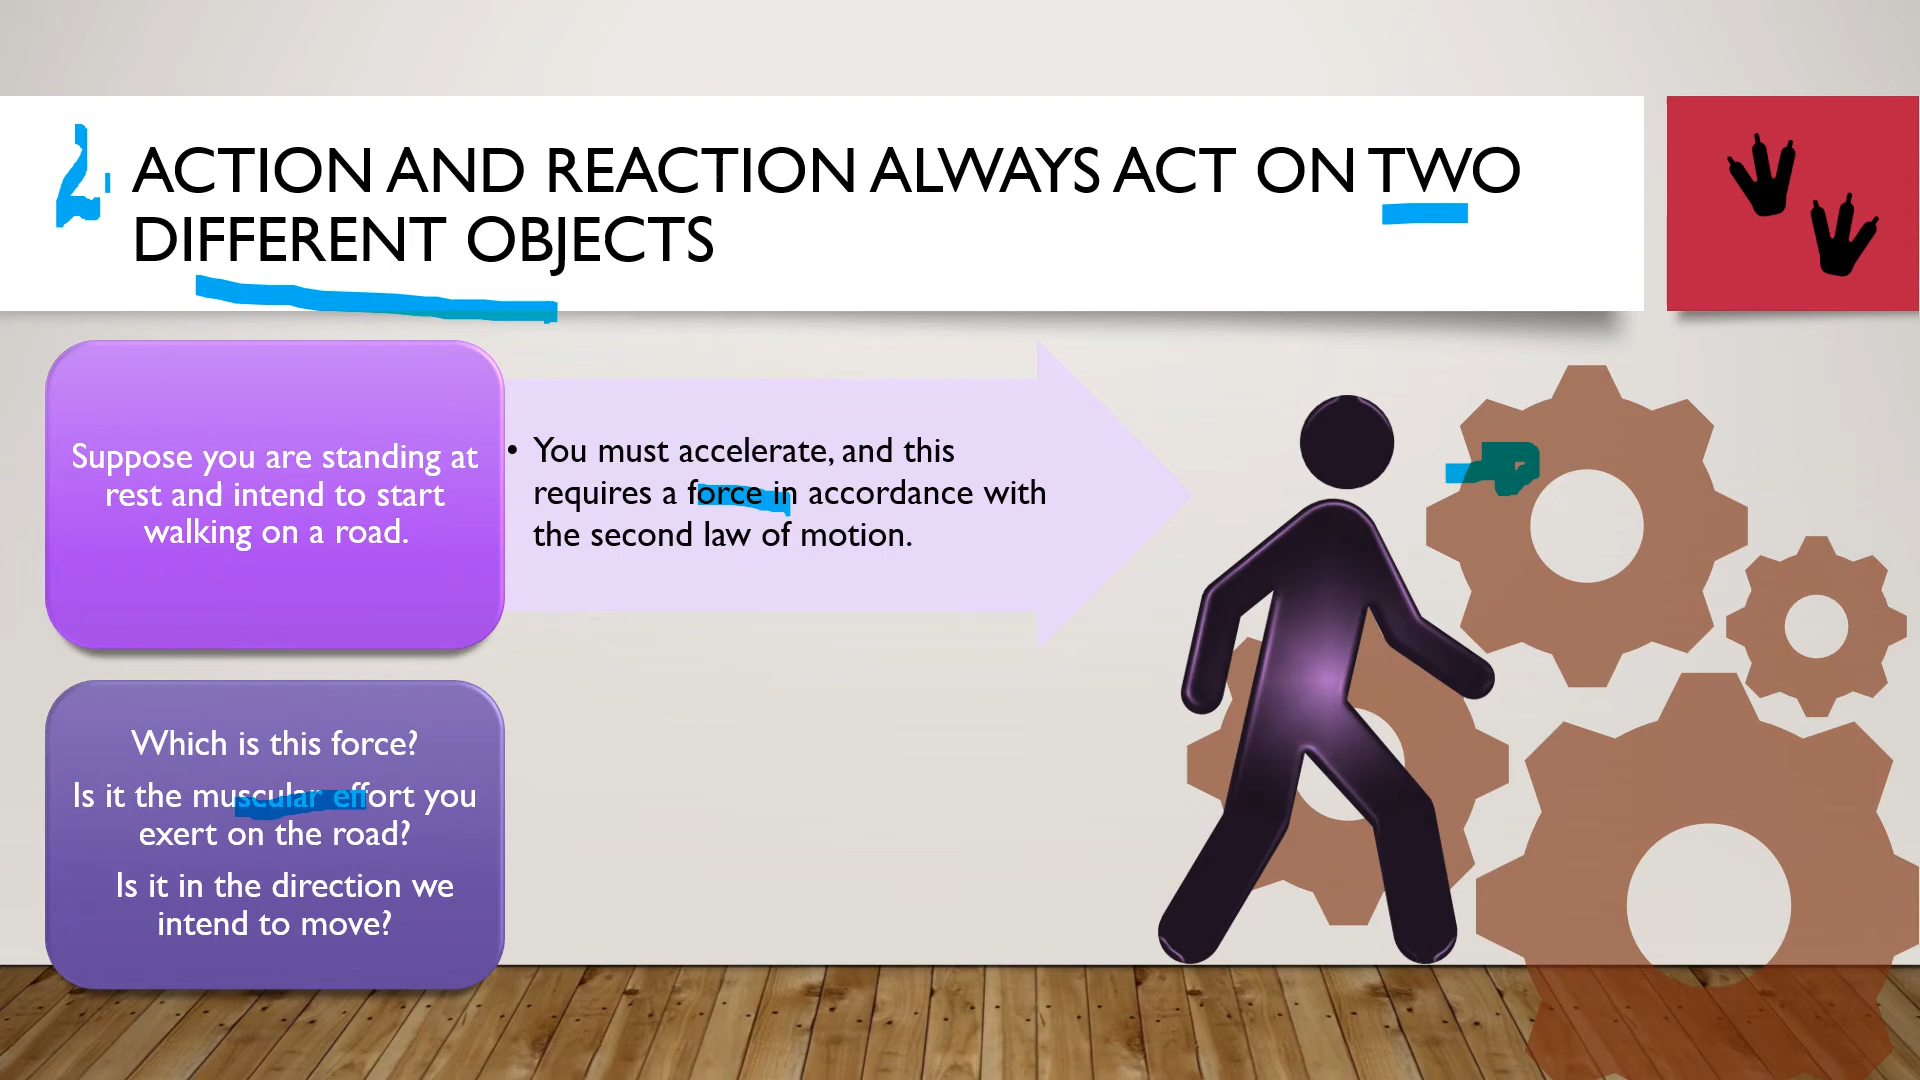 2.
ACTION AND REACTION ALWAYS ACT ON TWO
DIFFERENT OBJECTS
Suppose you are standing at
rest and intend to start
walking on a road.
• You must accelerate, and this
requires a force in accordance with
the second law of motion.
Which is this force?
Is it the muscular effort you
exert on the road?
Is it in the direction we
intend to move?